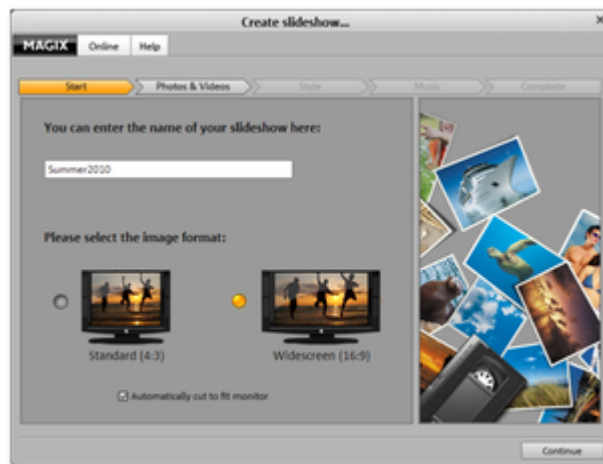 Create slideshow...
MAGIX Online Help
Start Photos & Videos Style Music Complete
You can enter the name of your slideshow here:
Summer2010
Please select the image format:
Standard (4:3) Widescreen (16:9)
Automatically cut to fit monitor
Continue